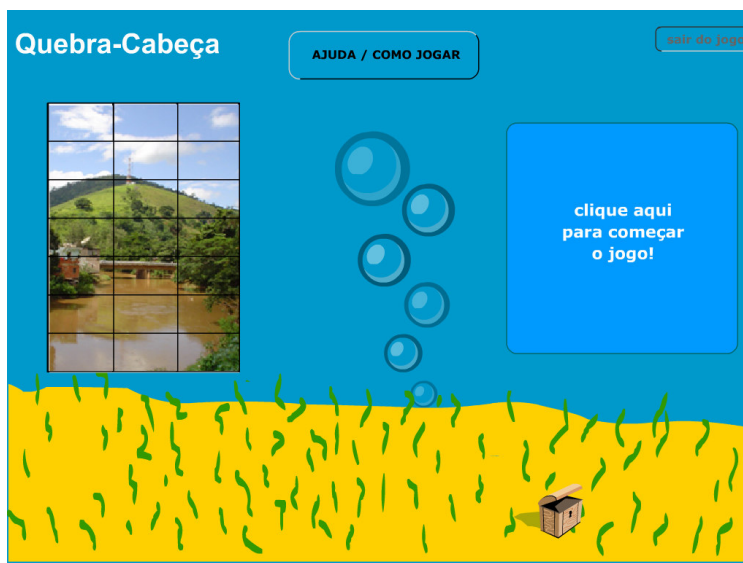 Quebra-Cabeça
AJUDA / COMO JOGAR
sair do jogo
clique aqui
para começar
o jogo!